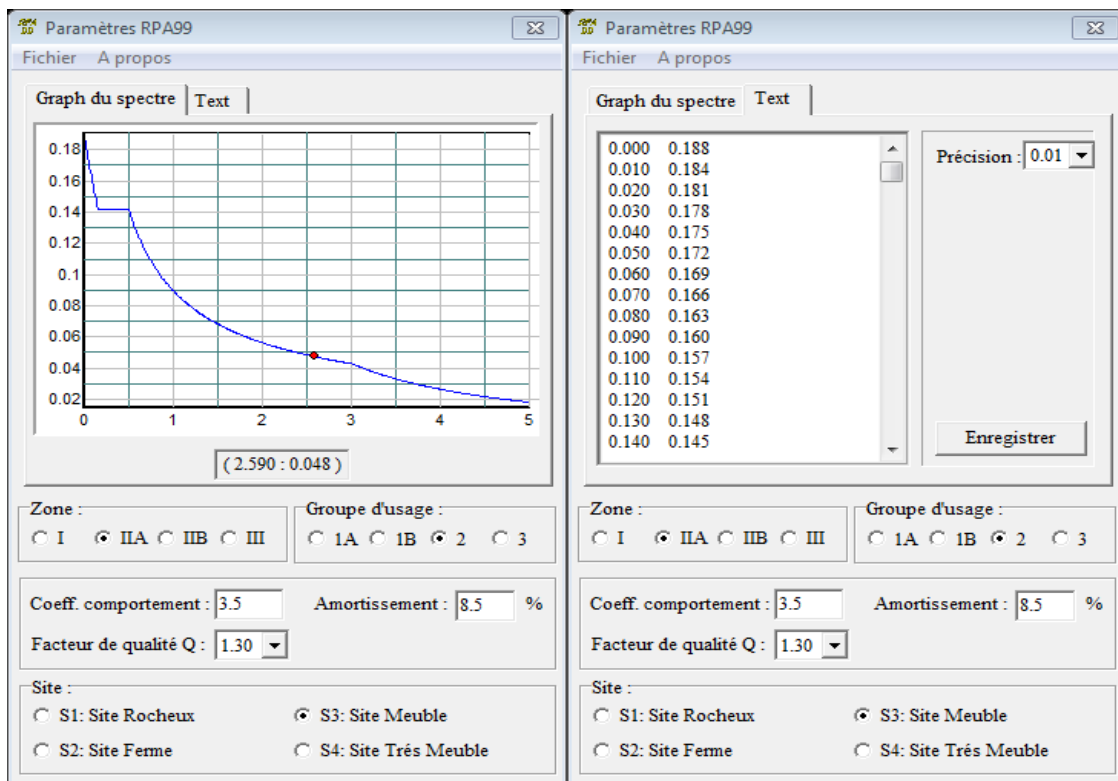 Paramètres RPA99
Fichier A propos
Graph du spectre Text
0.18
0.16
0.14
0.12
0.1
0.08
0.06
0.04
0.02
0 1 2 3 4 5
( 2.590 : 0.048 )
Zone :
I IIA IIB III
Groupe d'usage :
1A 1B 2 3
Coeff. comportement : 3.5 Amortissement : 8.5 %
Facteur de qualité Q : 1.30
Site :
S1: Site Rocheux S3: Site Meuble
S2: Site Ferme S4: Site Trés Meuble
Paramètres RPA99
Fichier A propos
Graph du spectre Text
0.000 0.188
0.010 0.184
0.020 0.181
0.030 0.178
0.040 0.175
0.050 0.172
0.060 0.169
0.070 0.166
0.080 0.163
0.090 0.160
0.100 0.157
0.110 0.154
0.120 0.151
0.130 0.148
0.140 0.145
Précision : 0.01
Enregistrer
Zone :
I IIA IIB III
Groupe d'usage :
1A 1B 2 3
Coeff. comportement : 3.5 Amortissement : 8.5 %
Facteur de qualité Q : 1.30
Site :
S1: Site Rocheux S3: Site Meuble
S2: Site Ferme S4: Site Trés Meuble